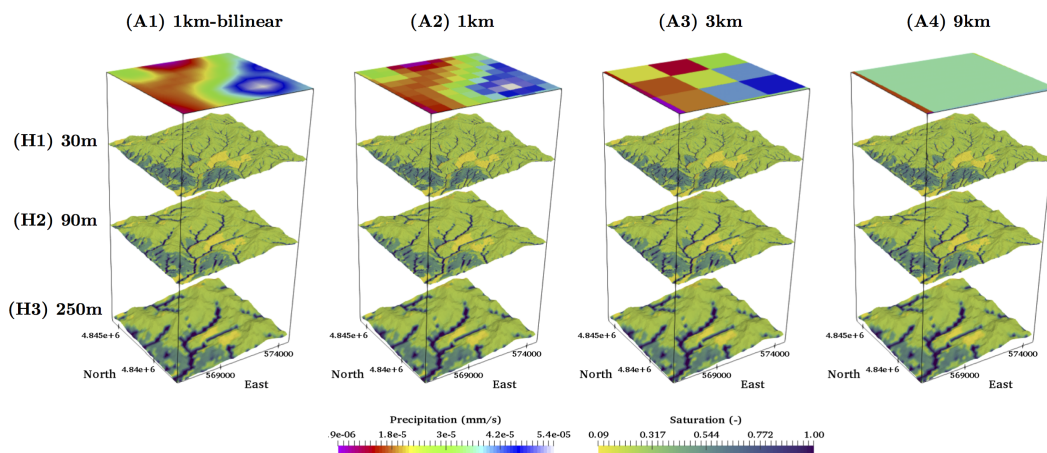 (A1) 1km-bilinear (A2) 1km (A3) 3km (A4) 9km
(H1) 30m
(H2) 90m
(H3) 250m
4.845e+6 4.845e+6 4.845e+6 4.845e+6
574000 574000 574000 574000
4.84e+6 4.84e+6 4.84e+6 4.84e+6
North 569000 North 569000 North 569000 North 569000
East East East East
Precipitation (mm/s) Saturation (-)
.9e-06 1.8e-5 3e-5 4.2e-5 5.4e-05 0.09 0.317 0.544 0.772 1.00